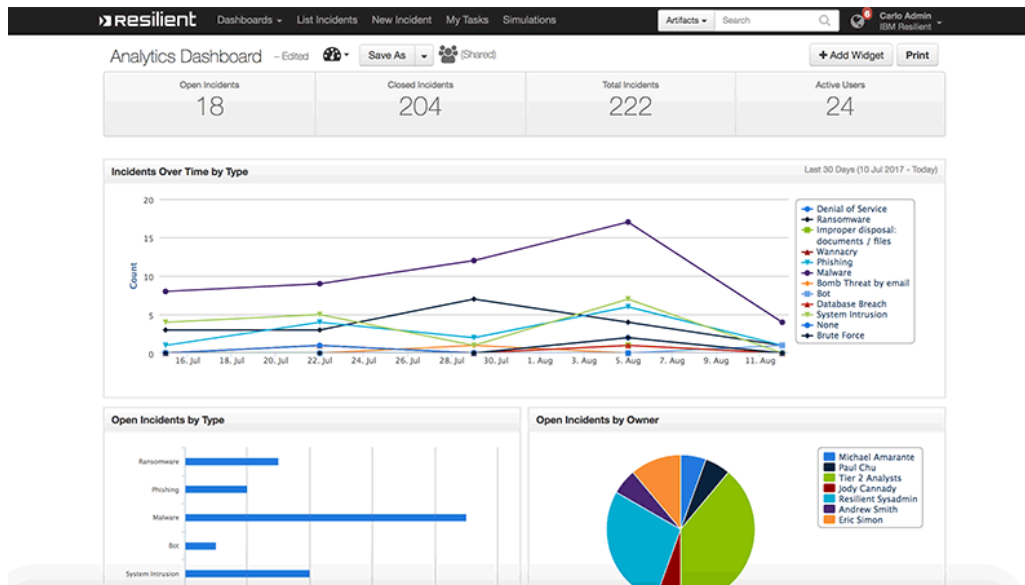 Resilient Dashboards List Incidents New Incident My Tasks Simulations Artifacts Search 6 Carlo Admin
IBM Resilient
Analytics Dashboard – Edited Save As (Shared) + Add Widget Print
Open Incidents Closed Incidents Total Incidents Active Users
18 204 222 24
Incidents Over Time by Type Last 30 Days (10 Jul 2017 - Today)
20
15
10
5
0
Count
16. Jul 18. Jul 20. Jul 22. Jul 24. Jul 26. Jul 28. Jul 30. Jul 1. Aug 3. Aug 5. Aug 7. Aug 9. Aug 11. Aug
Denial of Service
Ransomware
Improper disposal:
documents / files
Wannacry
Phishing
Malware
Bomb Threat by email
Bot
Database Breach
System Intrusion
None
Brute Force
Open Incidents by Type
Ransomware
Phishing
Malware
Bot
System Intrusion
Open Incidents by Owner
Michael Amarante
Paul Chu
Tier 2 Analysts
Jody Cannady
Resilient Sysadmin
Andrew Smith
Eric Simon